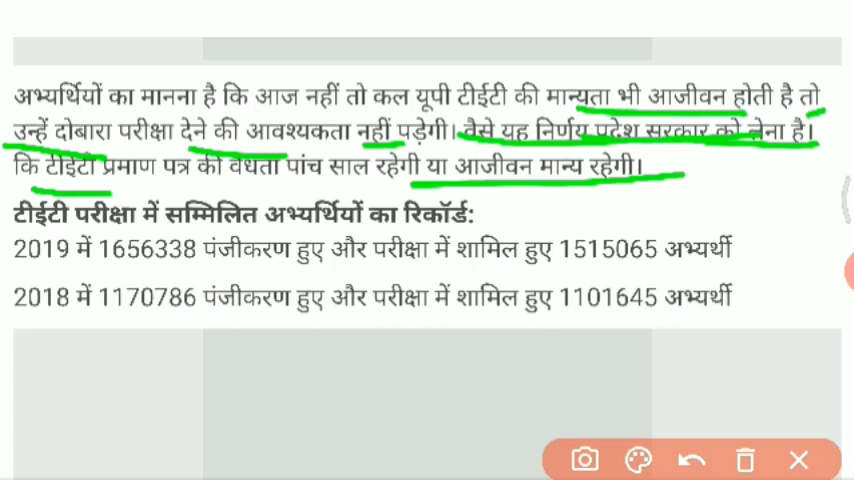 अभ्यर्थियों का मानना है कि आज नहीं तो कल यूपी टीईटी की मान्यता भी आजीवन होती है तो
उन्हें दोबारा परीक्षा देने की आवश्यकता नहीं पड़ेगी। वैसे यह निर्णय प्रदेश सरकार को लेना है।
कि टीईटी प्रमाण पत्र की वैधता पांच साल रहेगी या आजीवन मान्य रहेगी।
टीईटी परीक्षा में सम्मिलित अभ्यर्थियों का रिकॉर्ड:
2019 में 1656338 पंजीकरण हुए और परीक्षा में शामिल हुए 1515065 अभ्यर्थी
2018 में 1170786 पंजीकरण हुए और परीक्षा में शामिल हुए 1101645 अभ्यर्थी